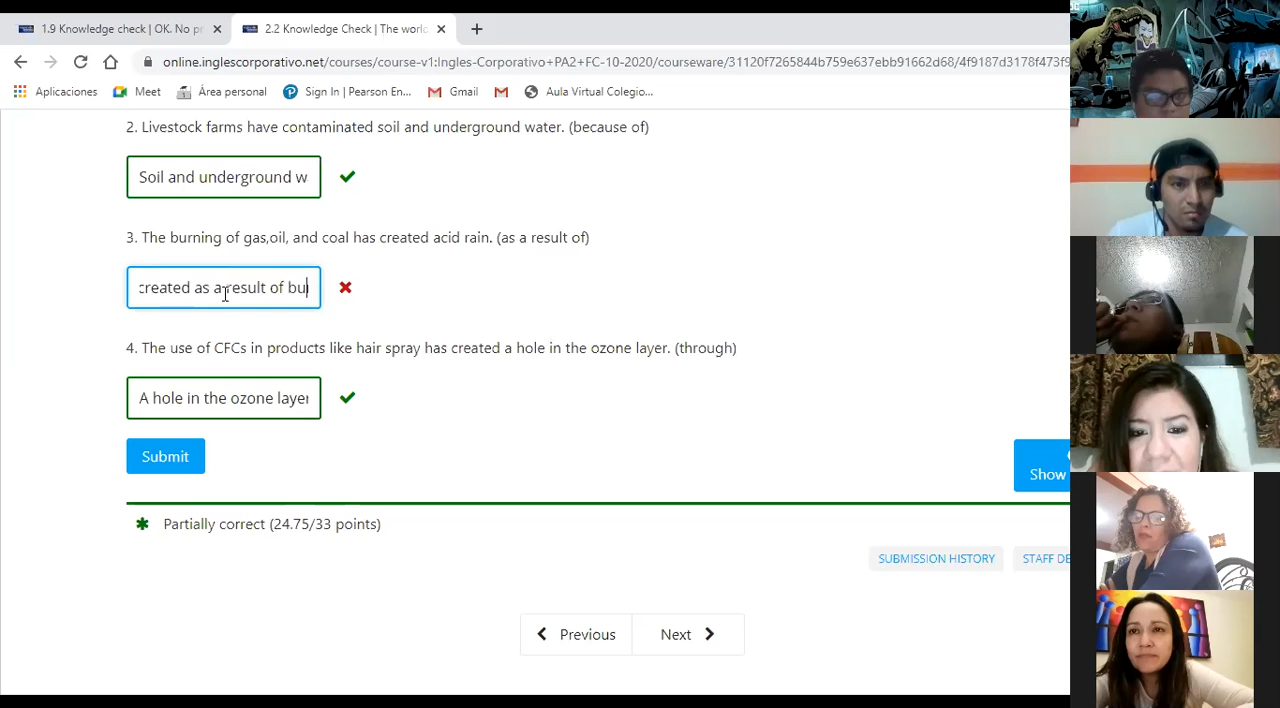 1.9 Knowledge check | OK. No pr
2.2 Knowledge Check | The worl
online.inglescorporativo.net/courses/course-v1:Ingles-Corporativo+PA2+FC-10-2020/courseware/31120f7265844b759e637ebb91662d68/4f9187d3178f473f9
Aplicaciones Meet Área personal Sign In | Pearson En... Gmail Aula Virtual Colegio...
2. Livestock farms have contaminated soil and underground water. (because of)
Soil and underground w
3. The burning of gas,oil, and coal has created acid rain. (as a result of)
created as a result of bu
4. The use of CFCs in products like hair spray has created a hole in the ozone layer. (through)
A hole in the ozone layer
Submit
Show
Partially correct (24.75/33 points)
SUBMISSION HISTORY STAFF DE
Previous Next